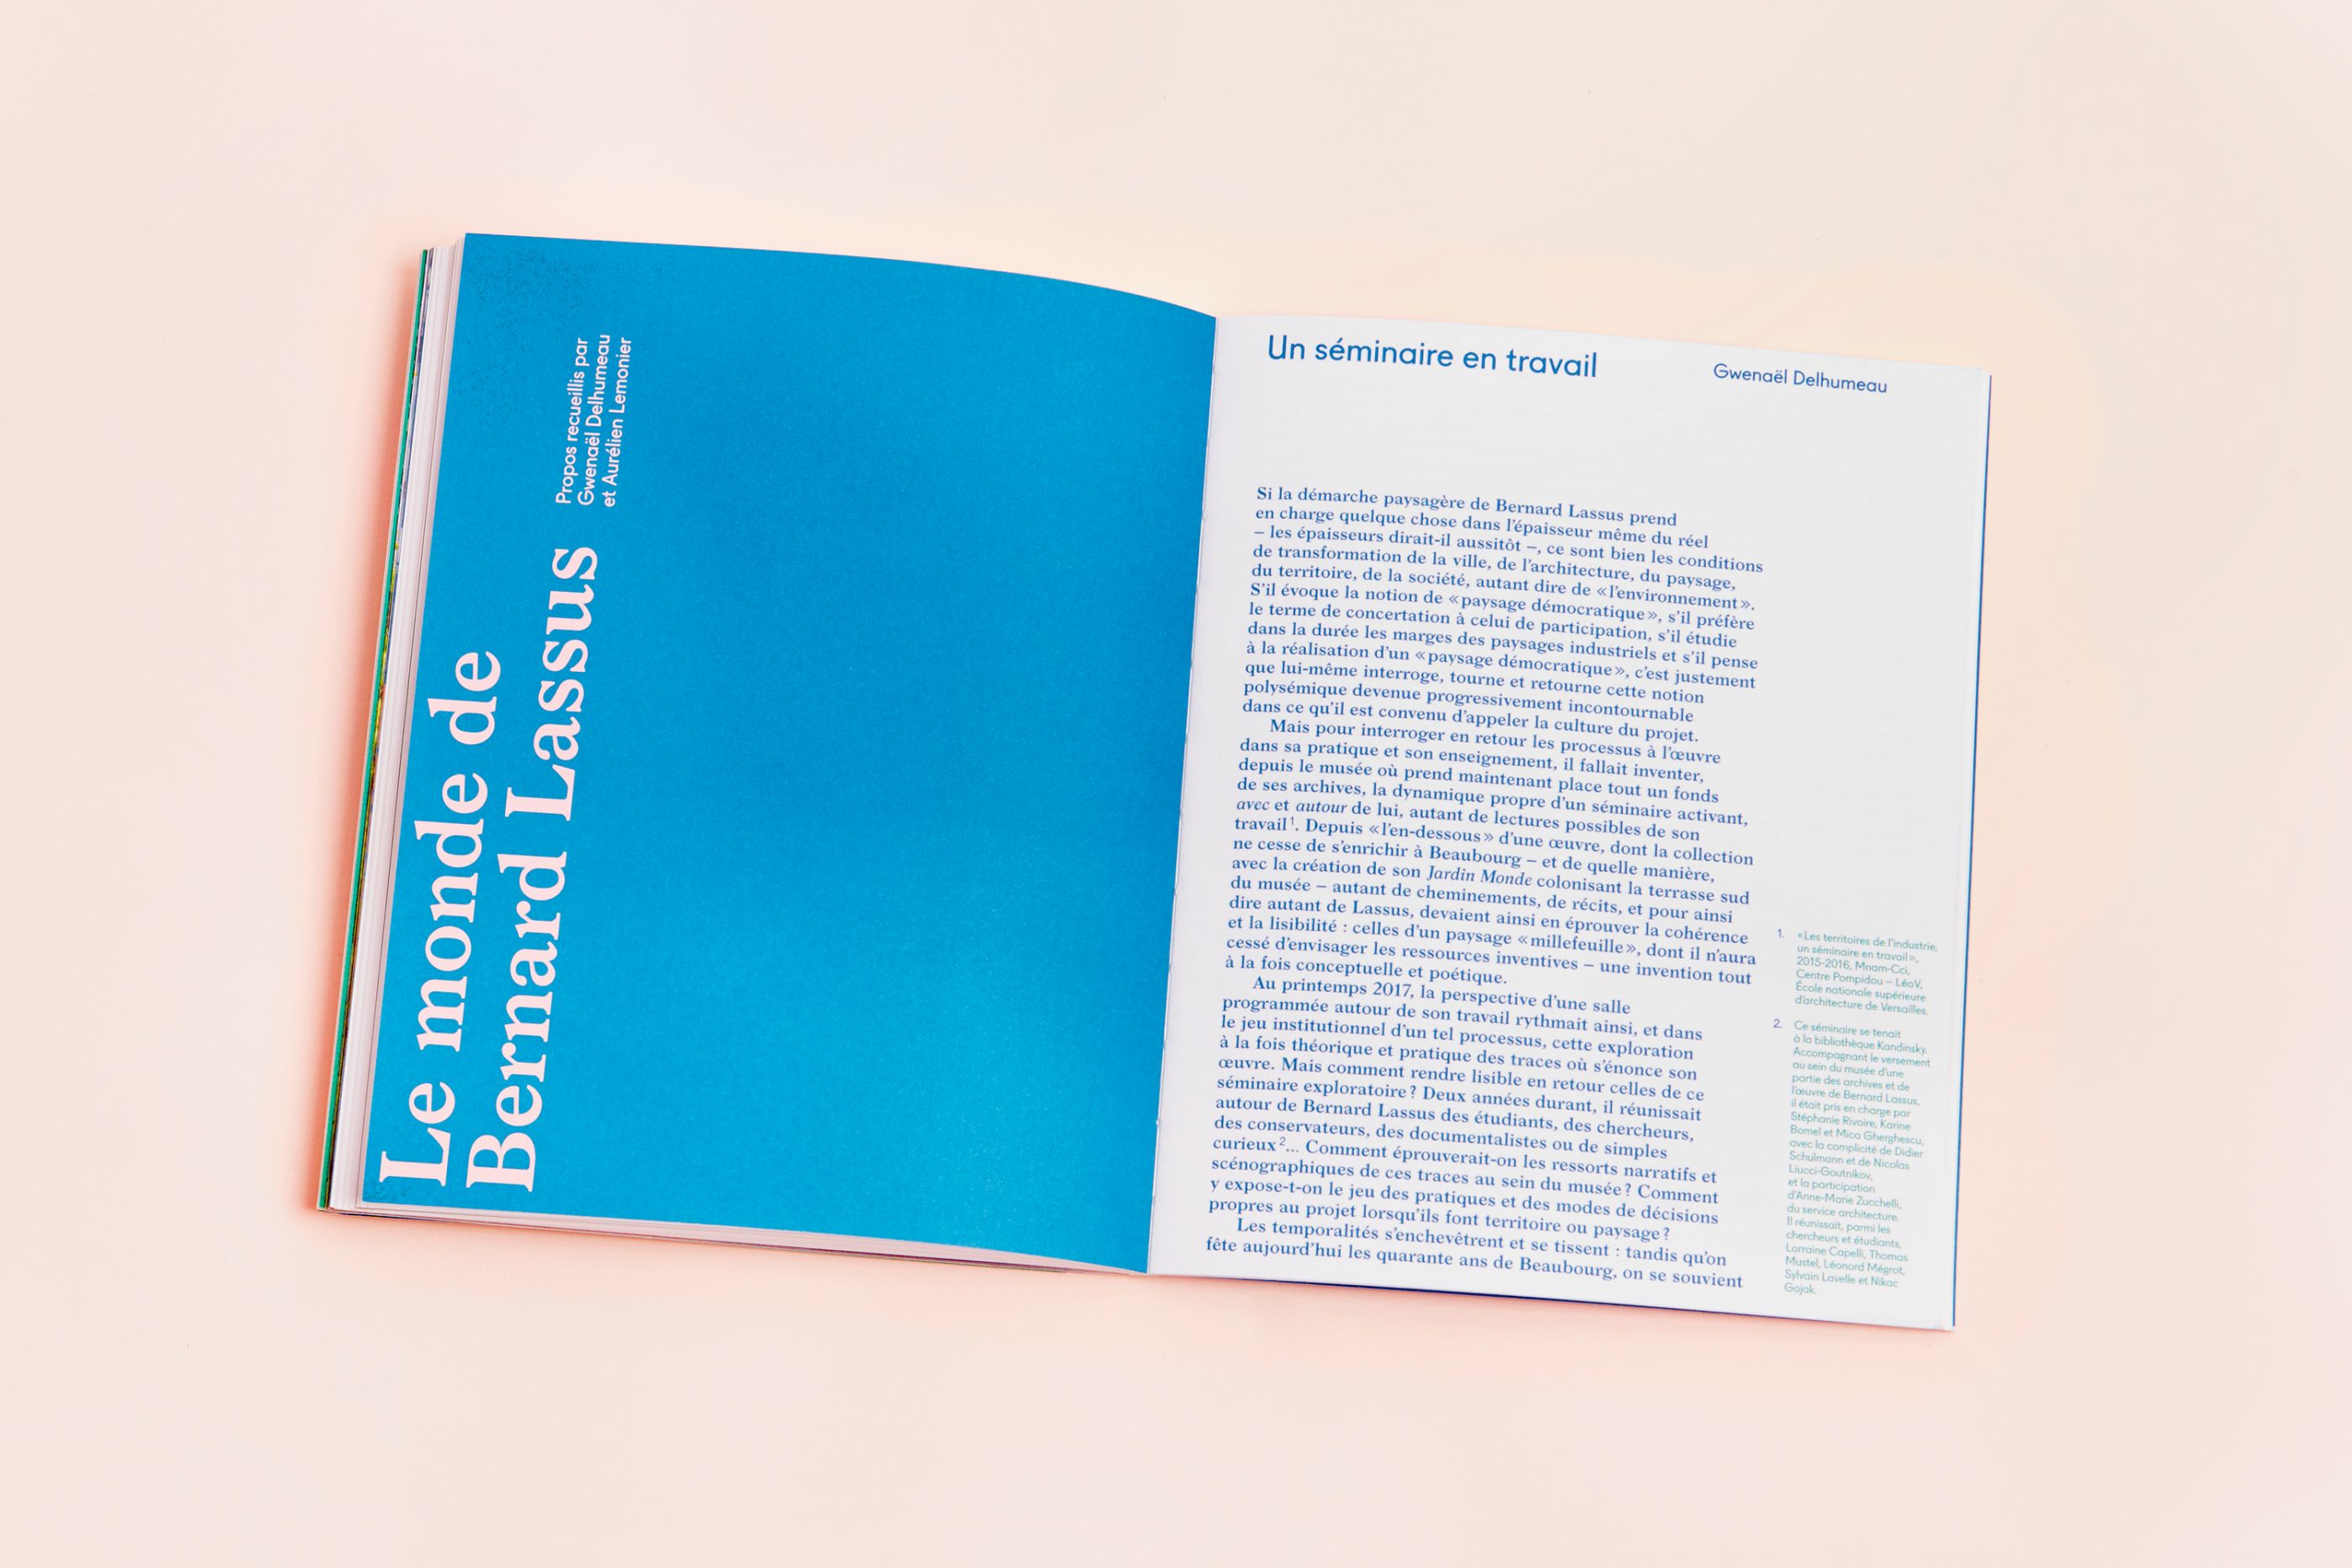 Le monde de
Bernard Lassus
Propos recueillis par
Gwenaël Delhumeau
et Aurélien Lemonier
Un séminaire en travail
Gwenaël Delhumeau
Si la démarche paysagère de Bernard Lassus prend
en charge quelque chose dans l’épaisseur même du réel
– les épaisseurs dirait-il aussitôt –, ce sont bien les conditions
de transformation de la ville, de l’architecture, du paysage,
du territoire, de la société, autant dire de « l’environnement ».
S’il évoque la notion de « paysage démocratique », s’il préfère
le terme de concertation à celui de participation, s’il étudie
dans la durée les marges des paysages industriels et s’il pense
à la réalisation d’un « paysage démocratique », c’est justement
que lui-même interroge, tourne et retourne cette notion
polysémique devenue progressivement incontournable
dans ce qu’il est convenu d’appeler la culture du projet.
Mais pour interroger en retour les processus à l’œuvre
dans sa pratique et son enseignement, il fallait inventer,
depuis le musée où prend maintenant place tout un fonds
de ses archives, la dynamique propre d’un séminaire activant,
avec et autour de lui, autant de lectures possibles de son
travail 1. Depuis « l’en-dessous » d’une œuvre, dont la collection
ne cesse de s’enrichir à Beaubourg – et de quelle manière,
avec la création de son Jardin Monde colonisant la terrasse sud
du musée – autant de cheminements, de récits, et pour ainsi
dire autant de Lassus, devaient ainsi en éprouver la cohérence
et la lisibilité : celles d’un paysage « millefeuille », dont il n’aura
cessé d’envisager les ressources inventives – une invention tout
à la fois conceptuelle et poétique.
Au printemps 2017, la perspective d’une salle
programmée autour de son travail rythmait ainsi, et dans
le jeu institutionnel d’un tel processus, cette exploration
à la fois théorique et pratique des traces où s’énonce son
œuvre. Mais comment rendre lisible en retour celles de ce
séminaire exploratoire ? Deux années durant, il réunissait
autour de Bernard Lassus des étudiants, des chercheurs,
des conservateurs, des documentalistes ou de simples
curieux 2... Comment éprouverait-on les ressorts narratifs et
scénographiques de ces traces au sein du musée ? Comment
y expose-t-on le jeu des pratiques et des modes de décisions
propres au projet lorsqu’ils font territoire ou paysage ?
Les temporalités s’enchevêtrent et se tissent : tandis qu’on
fête aujourd’hui les quarante ans de Beaubourg, on se souvient
1. « Les territoires de l’industrie,
un séminaire en travail »,
2015-2016, Mnam-Cci,
Centre Pompidou – LéaV,
École nationale supérieure
d’architecture de Versailles.
2. Ce séminaire se tenait
à la bibliothèque Kandinsky.
Accompagnant le versement
au sein du musée d’une
partie des archives et de
l’œuvre de Bernard Lassus,
il était pris en charge par
Stéphanie Rivoire, Karine
Bomel et Mica Gherghescu,
avec la complicité de Didier
Schulmann et de Nicolas
Liucci-Goutnikov,
et la participation
d’Anne-Marie Zucchelli,
du service architecture.
Il réunissait, parmi les
chercheurs et étudiants,
Lorraine Capelli, Thomas
Mustel, Léonord Mégrot,
Sylvain Lavelle et Nikac
Gojak.